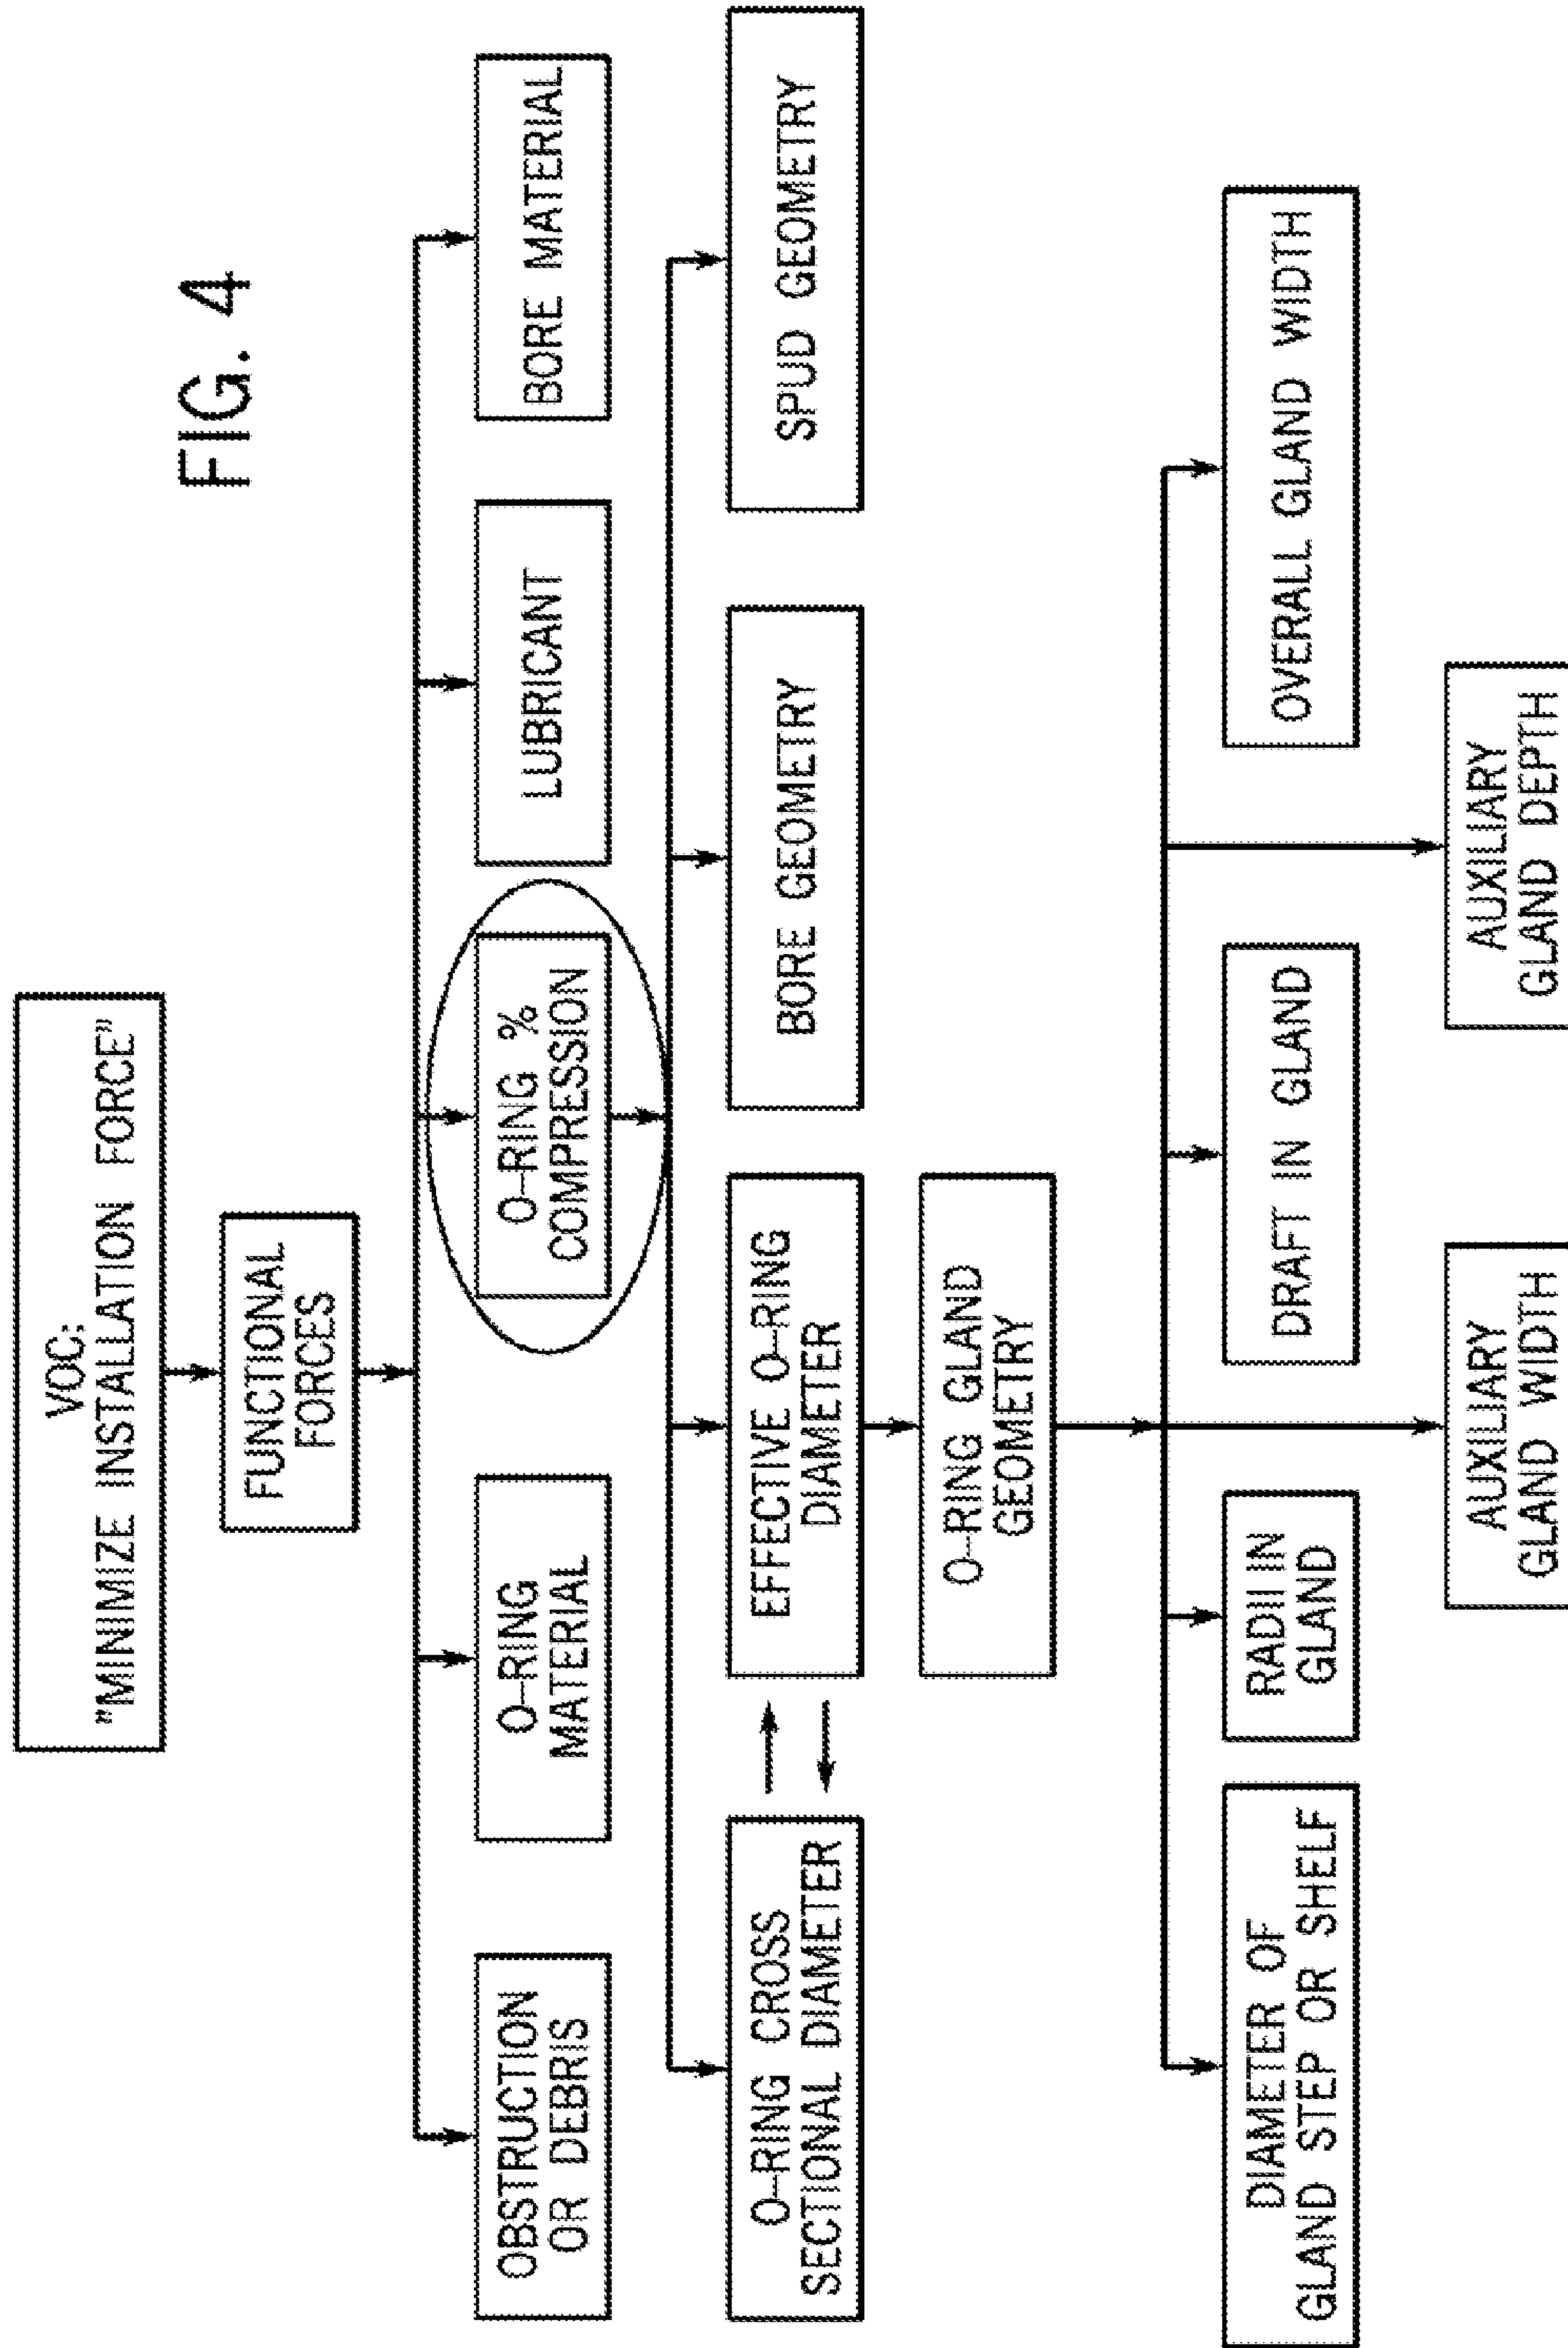 FIG. 4
VOC:
"MINIMIZE INSTALLATION FORCE"
FUNCTIONAL
FORCES
OBSTRUCTION
OR DEBRIS
O-RING
MATERIAL
O-RING %
COMPRESSION
LUBRICANT
BORE MATERIAL
O-RING CROSS
SECTIONAL DIAMETER
EFFECTIVE O-RING
DIAMETER
BORE GEOMETRY
SPUD GEOMETRY
O-RING GLAND
GEOMETRY
DIAMETER OF
GLAND STEP OR SHELF
RADII IN
GLAND
DRAFT IN GLAND
OVERALL GLAND WIDTH
AUXILIARY
GLAND WIDTH
AUXILIARY
GLAND DEPTH